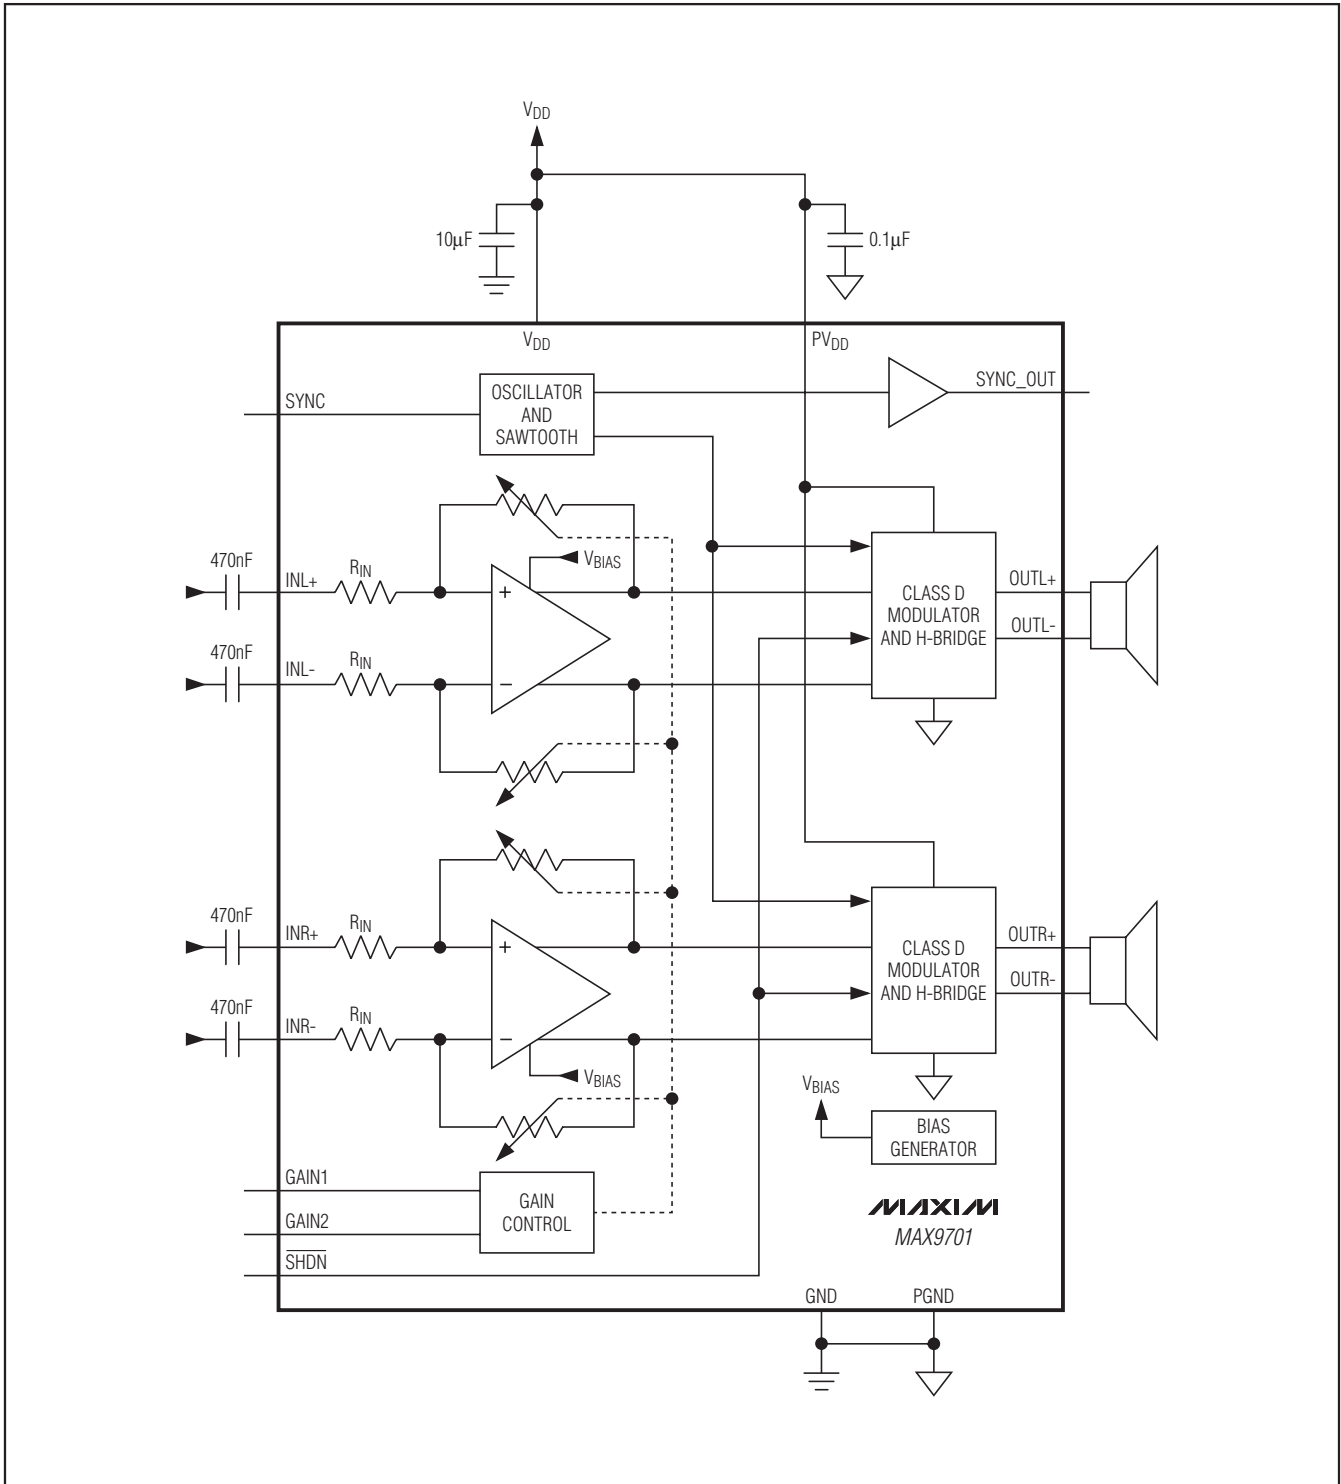 VDD
10μF
0.1μF
VDD
PVDD
SYNC
OSCILLATOR
AND
SAWTOOTH
SYNC_OUT
VBIAS
470nF
INL+
RIN
+
CLASS D
MODULATOR
AND H-BRIDGE
OUTL+
OUTL-
470nF
INL-
RIN
−
470nF
INR+
RIN
+
CLASS D
MODULATOR
AND H-BRIDGE
OUTR+
OUTR-
470nF
INR-
RIN
−
VBIAS
VBIAS
BIAS
GENERATOR
GAIN1
GAIN2
GAIN
CONTROL
SHDN
MAXIM
MAX9701
GND
PGND